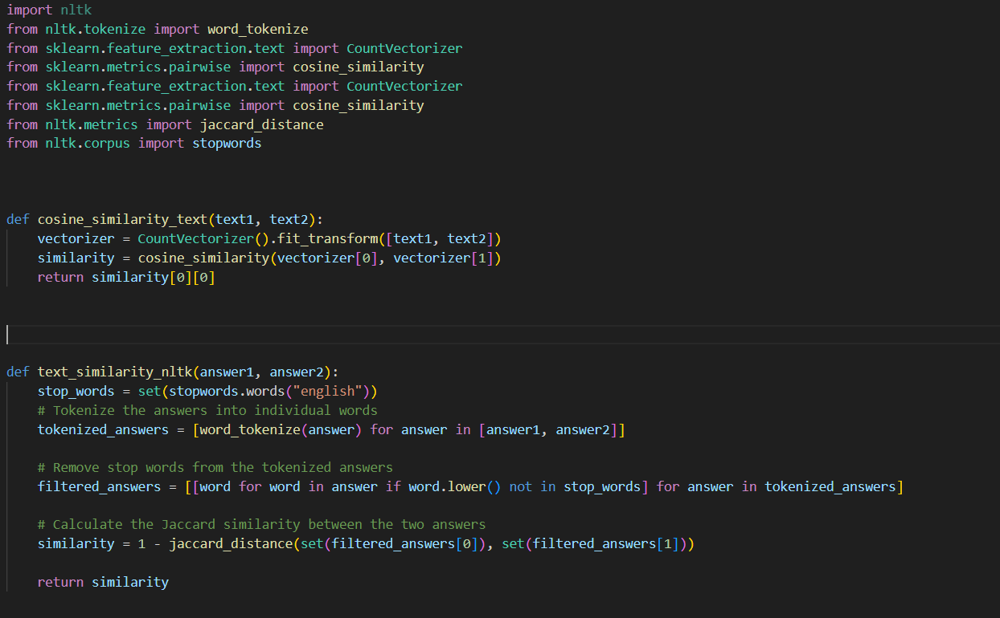 import nltk
from nltk.tokenize import word_tokenize
from sklearn.feature_extraction.text import CountVectorizer
from sklearn.metrics.pairwise import cosine_similarity
from sklearn.feature_extraction.text import CountVectorizer
from sklearn.metrics.pairwise import cosine_similarity
from nltk.metrics import jaccard_distance
from nltk.corpus import stopwords
def cosine_similarity_text(text1, text2):
    vectorizer = CountVectorizer().fit_transform([text1, text2])
    similarity = cosine_similarity(vectorizer[0], vectorizer[1])
    return similarity[0][0]
def text_similarity_nltk(answer1, answer2):
    stop_words = set(stopwords.words("english"))
    # Tokenize the answers into individual words
    tokenized_answers = [word_tokenize(answer) for answer in [answer1, answer2]]
    # Remove stop words from the tokenized answers
    filtered_answers = [[word for word in answer if word.lower() not in stop_words] for answer in tokenized_answers]
    # Calculate the Jaccard similarity between the two answers
    similarity = 1 - jaccard_distance(set(filtered_answers[0]), set(filtered_answers[1]))
    return similarity